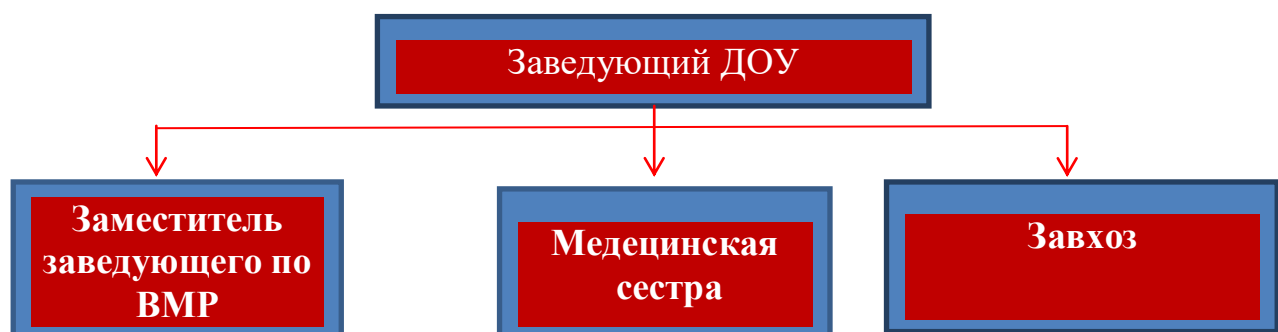 Заведующий ДОУ
Заместитель
заведующего по
ВМР
Медецинская
сестра
Завхоз